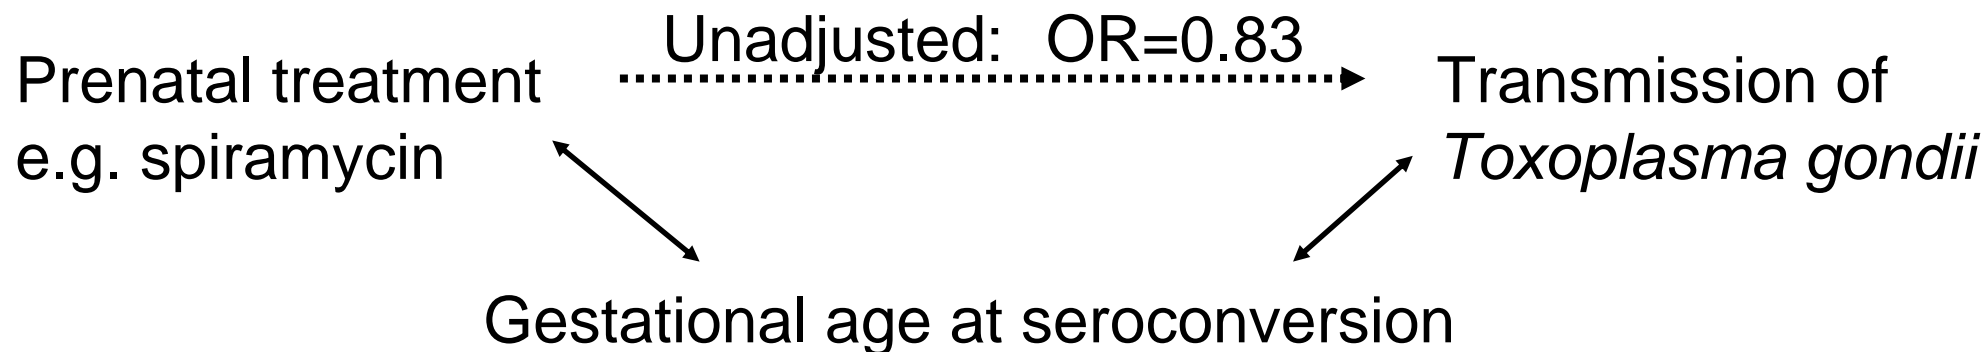 Unadjusted: OR=0.83
Prenatal treatment
e.g. spiramycin
Transmission of
Toxoplasma gondii
Gestational age at seroconversion